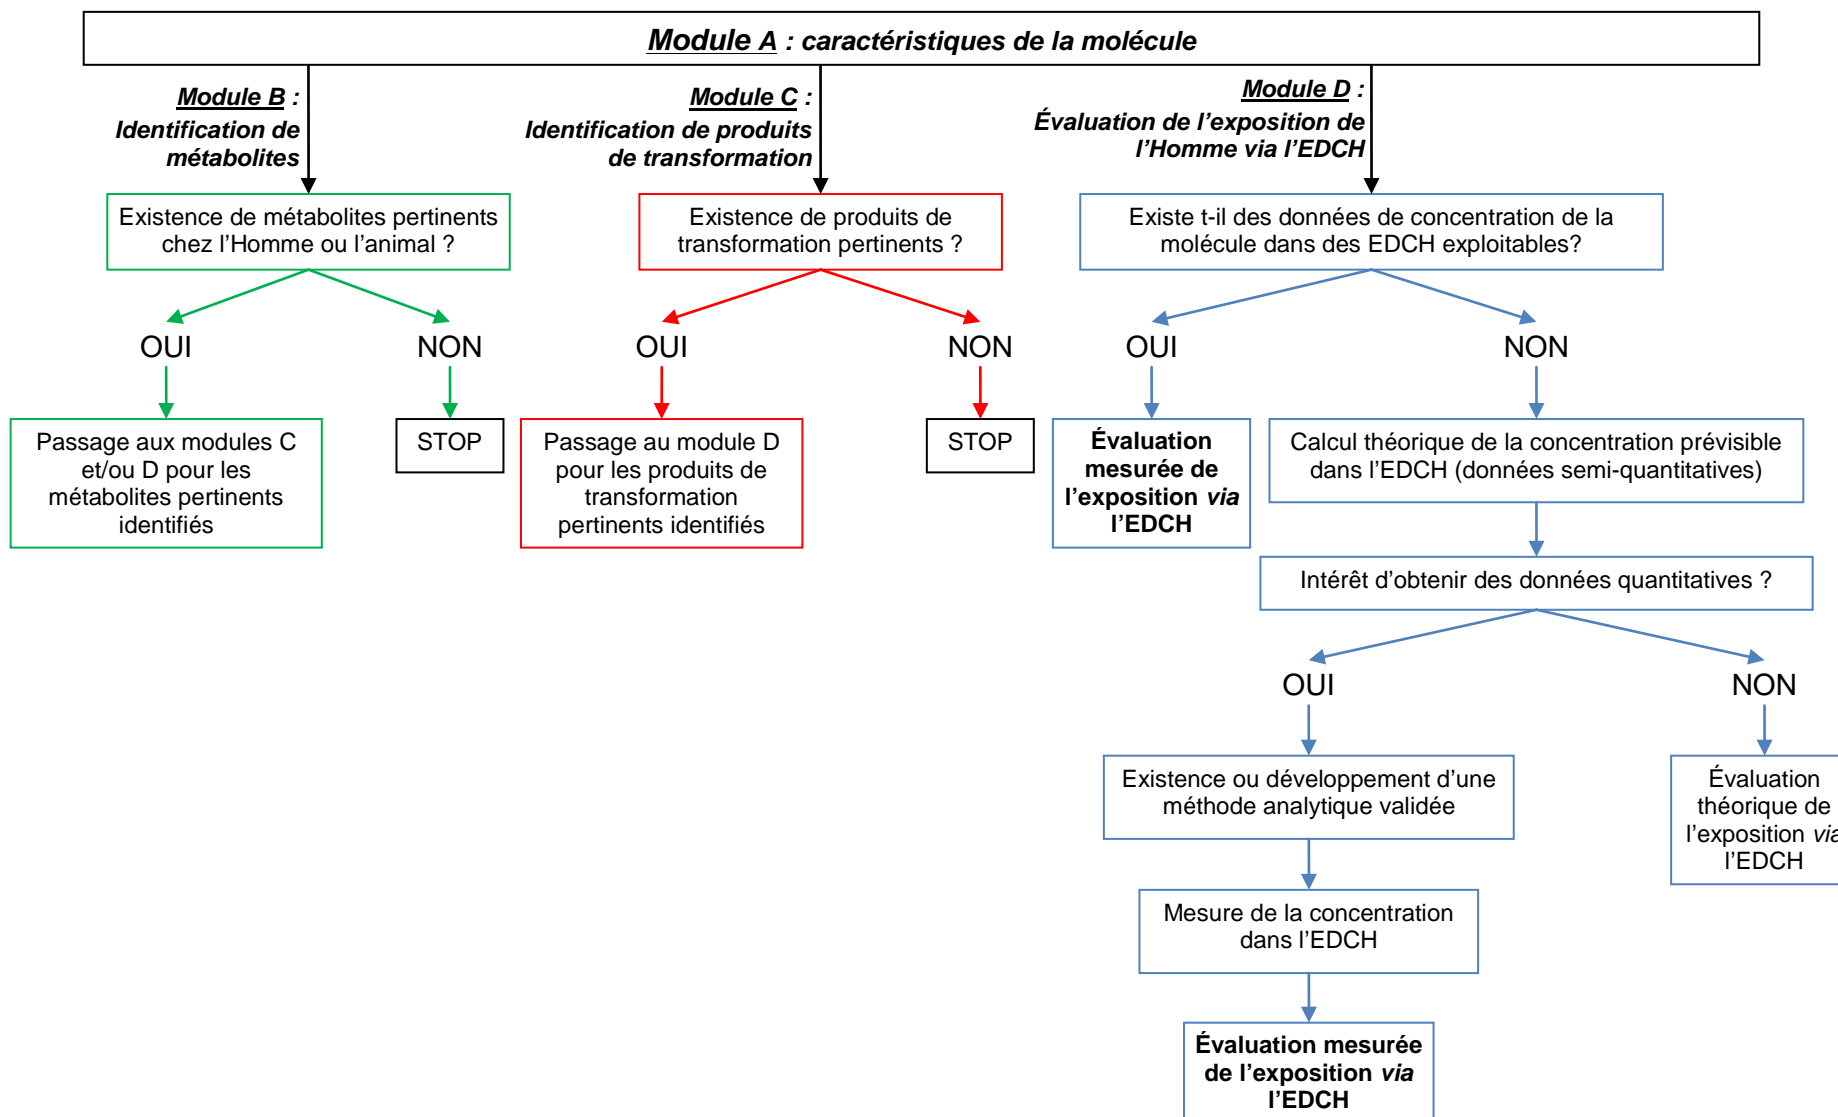 Module A : caractéristiques de la molécule
Module B :
Identification de
métabolites
Module C :
Identification de produits
de transformation
Module D :
Évaluation de l'exposition de
l'Homme via l'EDCH
Existence de métabolites pertinents
chez l'Homme ou l'animal ?
Existence de produits de
transformation pertinents ?
Existe t-il des données de concentration de la
molécule dans des EDCH exploitables?
OUI
NON
OUI
NON
OUI
NON
Passage aux modules C
et/ou D pour les
métabolites pertinents
identifiés
STOP
Passage au module D
pour les produits de
transformation
pertinents identifiés
STOP
Évaluation
mesurée de
l'exposition via
l'EDCH
Calcul théorique de la concentration prévisible
dans l'EDCH (données semi-quantitatives)
Intérêt d'obtenir des données quantitatives ?
OUI
NON
Existence ou développement d'une
méthode analytique validée
Évaluation
théorique de
l'exposition via
l'EDCH
Mesure de la concentration
dans l'EDCH
Évaluation mesurée
de l'exposition via
l'EDCH